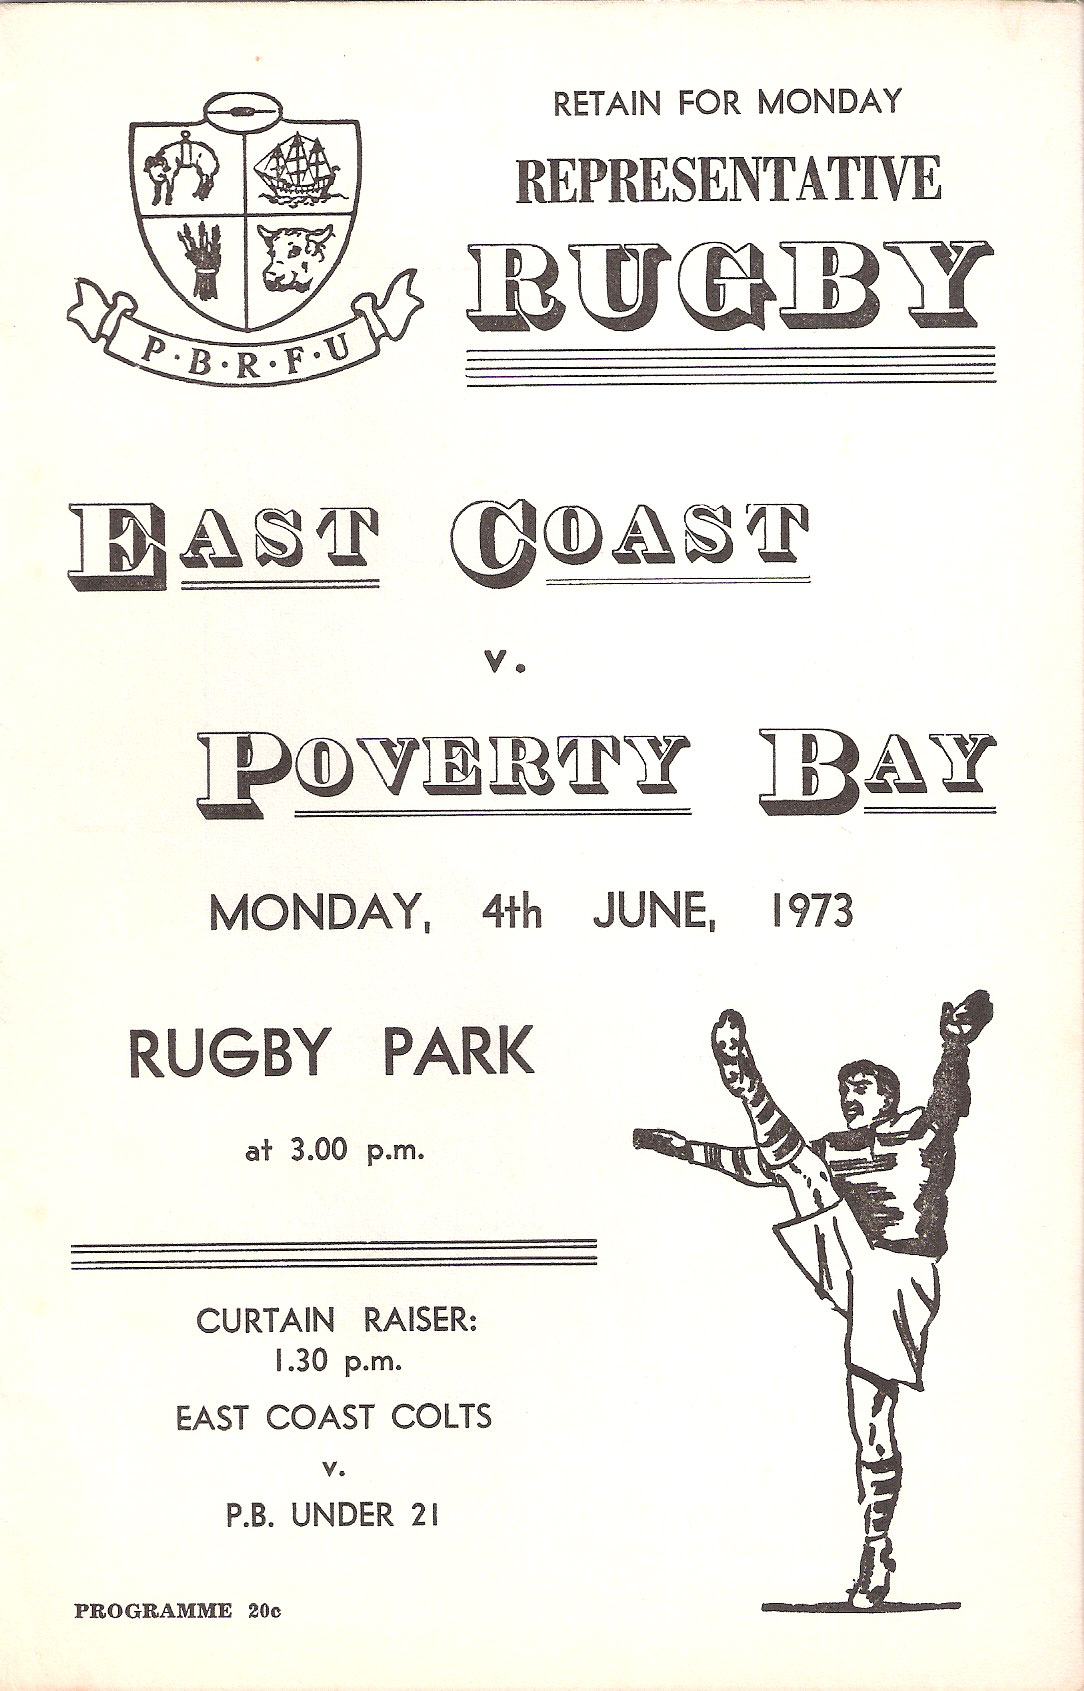 RETAIN FOR MONDAY
REPRESENTATIVE
RUGBY
P·B·R·F·U
EAST COAST
v.
POVERTY BAY
MONDAY, 4th JUNE, 1973
RUGBY PARK
at 3.00 p.m.
CURTAIN RAISER:
1.30 p.m.
EAST COAST COLTS
v.
P.B. UNDER 21
PROGRAMME 20c